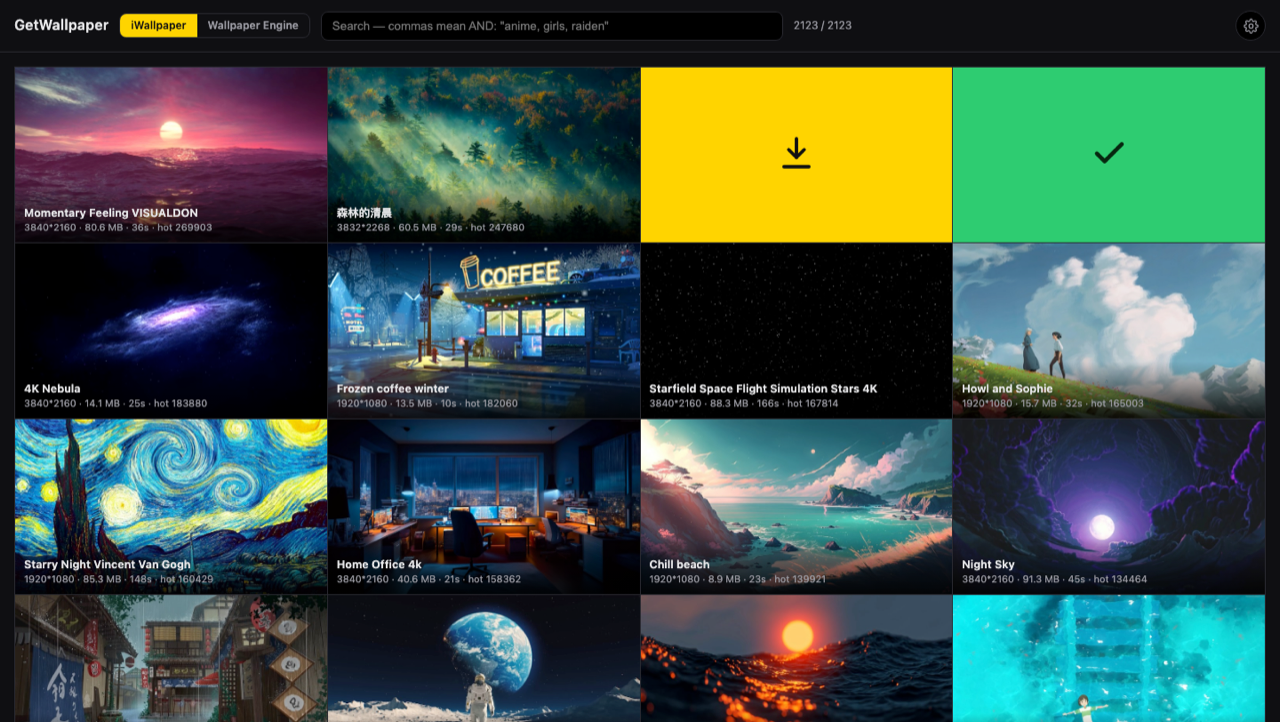 GetWallpaper
iWallpaper
Wallpaper Engine
Search — commas mean AND: "anime, girls, raiden"
2123 / 2123
Momentary Feeling VISUALDON
3840*2160 · 80.6 MB · 36s · hot 269903
森林的清晨
3832*2268 · 60.5 MB · 29s · hot 247680
4K Nebula
3840*2160 · 14.1 MB · 25s · hot 183880
COFFEE
MOTEL
Frozen coffee winter
1920*1080 · 13.5 MB · 10s · hot 182060
Starfield Space Flight Simulation Stars 4K
3840*2160 · 88.3 MB · 166s · hot 167814
Howl and Sophie
1920*1080 · 15.7 MB · 32s · hot 165003
Starry Night Vincent Van Gogh
1920*1080 · 85.3 MB · 148s · hot 160429
Home Office 4k
3840*2160 · 40.6 MB · 21s · hot 158362
Chill beach
1920*1080 · 8.9 MB · 23s · hot 139921
Night Sky
3840*2160 · 91.3 MB · 45s · hot 134464